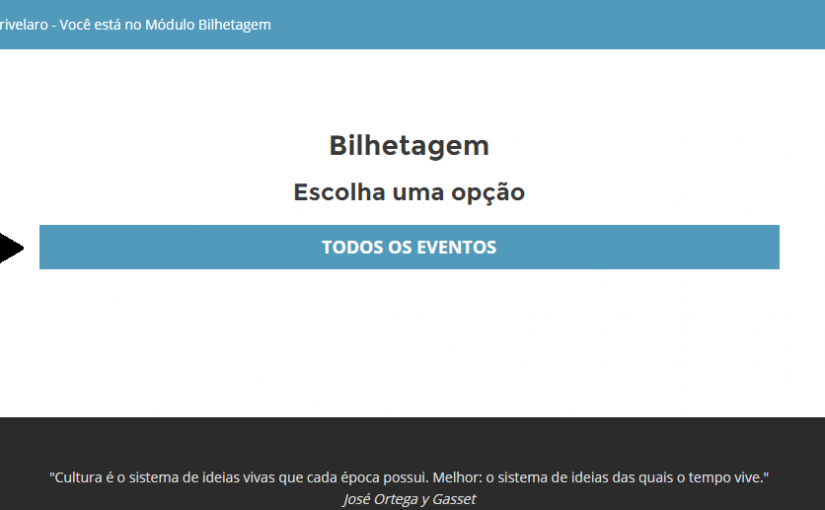 rivelaro - Você está no Módulo Bilhetagem
Bilhetagem
Escolha uma opção
TODOS OS EVENTOS
"Cultura é o sistema de ideias vivas que cada época possui. Melhor: o sistema de ideias das quais o tempo vive."
José Ortega y Gasset